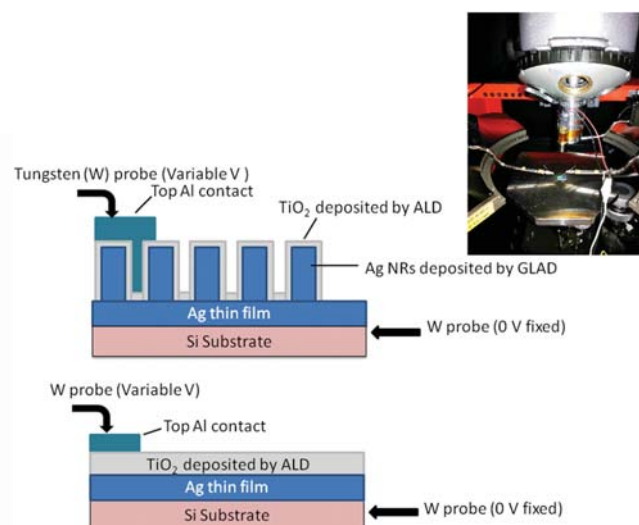 Tungsten (W) probe (Variable V )
Top Al contact
TiO2 deposited by ALD
Ag NRs deposited by GLAD
Ag thin film
W probe (0 V fixed)
Si Substrate
W probe (Variable V)
Top Al contact
TiO2 deposited by ALD
Ag thin film
W probe (0 V fixed)
Si Substrate